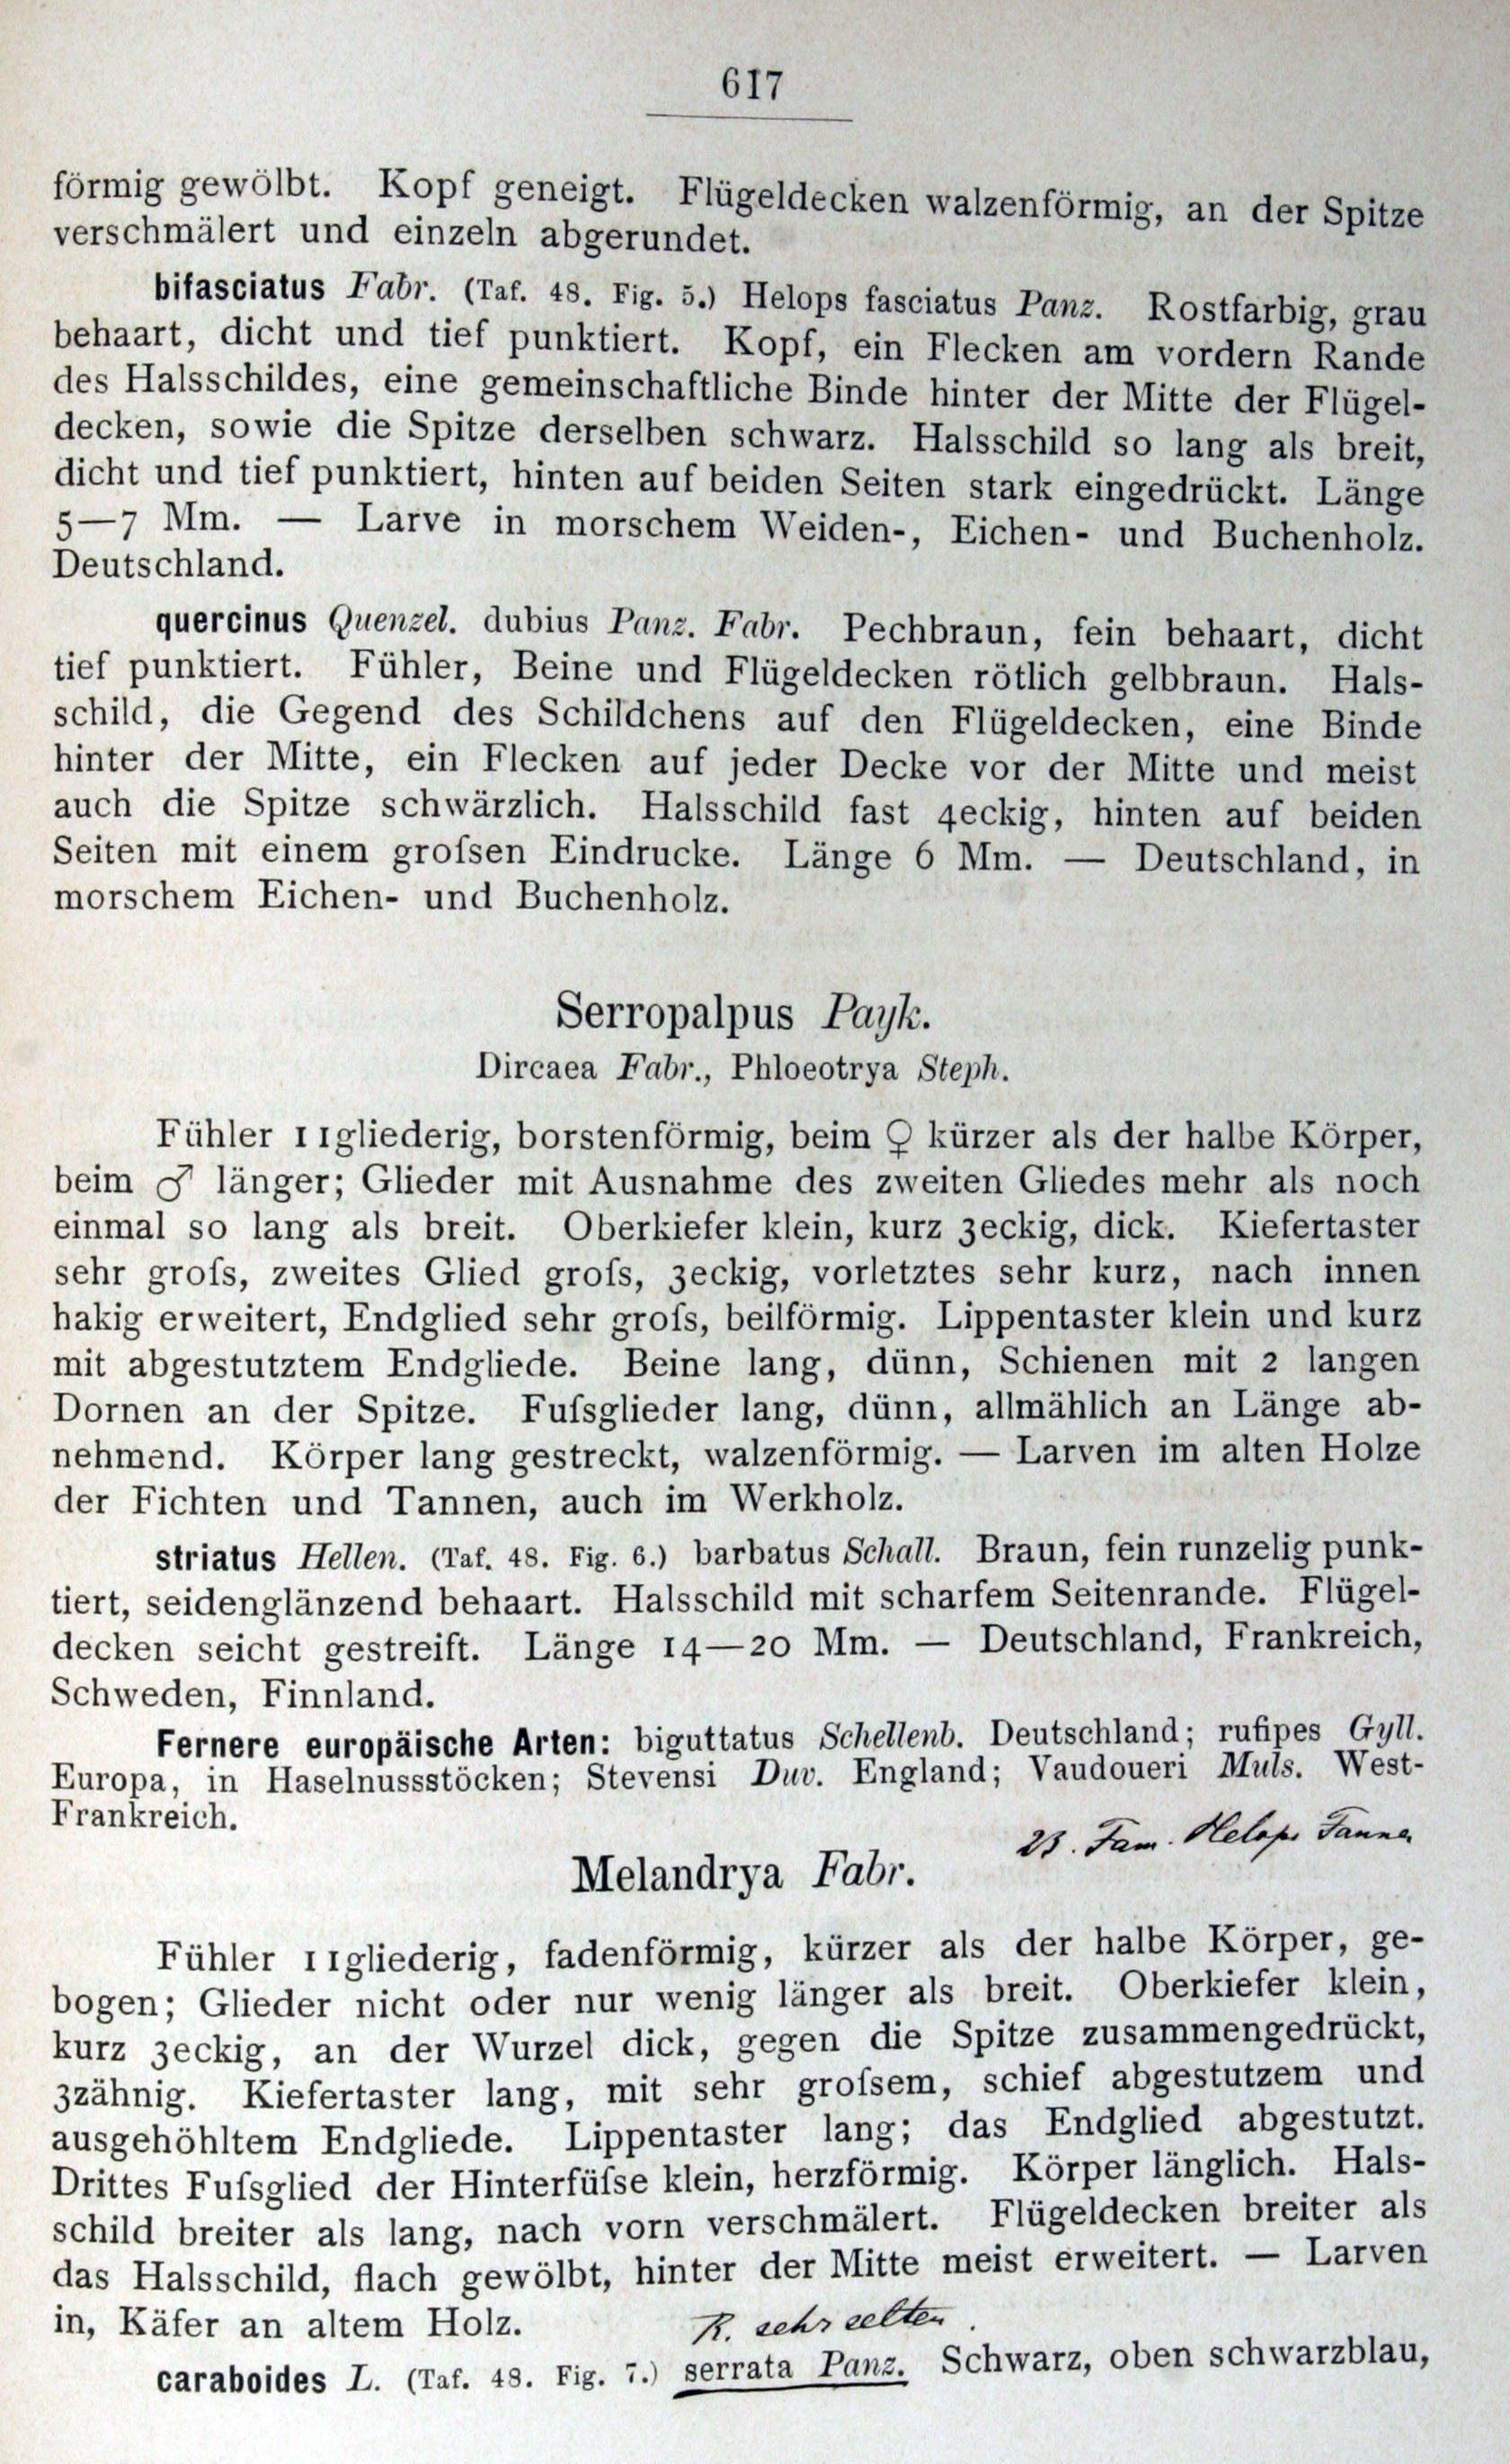 617
förmig gewölbt. Kopf geneigt. Flügeldecken walzenförmig, an der Spitze
verschmälert und einzeln abgerundet.
bifasciatus Fabr. (Taf. 48. Fig. 5.) Helops fasciatus Panz. Rostfarbig, grau
behaart, dicht und tief punktiert. Kopf, ein Flecken am vordern Rande
des Halsschildes, eine gemeinschaftliche Binde hinter der Mitte der Flügel-
decken, sowie die Spitze derselben schwarz. Halsschild so lang als breit,
dicht und tief punktiert, hinten auf beiden Seiten stark eingedrückt. Länge
5—7 Mm. — Larve in morschem Weiden-, Eichen- und Buchenholz.
Deutschland.
quercinus Quenzel. dubius Panz. Fabr. Pechbraun, fein behaart, dicht
tief punktiert. Fühler, Beine und Flügeldecken rötlich gelbbraun. Hals-
schild, die Gegend des Schildchens auf den Flügeldecken, eine Binde
hinter der Mitte, ein Flecken auf jeder Decke vor der Mitte und meist
auch die Spitze schwärzlich. Halsschild fast 4eckig, hinten auf beiden
Seiten mit einem groſsen Eindrucke. Länge 6 Mm. — Deutschland, in
morschem Eichen- und Buchenholz.
Serropalpus Payk.
Dircaea Fabr., Phloeotrya Steph.
Fühler 11gliederig, borstenförmig, beim ♀ kürzer als der halbe Körper,
beim ♂ länger; Glieder mit Ausnahme des zweiten Gliedes mehr als noch
einmal so lang als breit. Oberkiefer klein, kurz 3eckig, dick. Kiefertaster
sehr groſs, zweites Glied groſs, 3eckig, vorletztes sehr kurz, nach innen
hakig erweitert, Endglied sehr groſs, beilförmig. Lippentaster klein und kurz
mit abgestutztem Endgliede. Beine lang, dünn, Schienen mit 2 langen
Dornen an der Spitze. Fuſsglieder lang, dünn, allmählich an Länge ab-
nehmend. Körper lang gestreckt, walzenförmig. — Larven im alten Holze
der Fichten und Tannen, auch im Werkholz.
striatus Hellen. (Taf. 48. Fig. 6.) barbatus Schall. Braun, fein runzelig punk-
tiert, seidenglänzend behaart. Halsschild mit scharfem Seitenrande. Flügel-
decken seicht gestreift. Länge 14—20 Mm. — Deutschland, Frankreich,
Schweden, Finnland.
Fernere europäische Arten: biguttatus Schellenb. Deutschland; rufipes Gyll.
Europa, in Haselnussstöcken; Stevensi Duv. England; Vaudoueri Muls. West-
Frankreich.
Fam. Helops
Melandrya Fabr.
Fühler 11gliederig, fadenförmig, kürzer als der halbe Körper, ge-
bogen; Glieder nicht oder nur wenig länger als breit. Oberkiefer klein,
kurz 3eckig, an der Wurzel dick, gegen die Spitze zusammengedrückt,
3zähnig. Kiefertaster lang, mit sehr groſsem, schief abgestutzem und
ausgehöhltem Endgliede. Lippentaster lang; das Endglied abgestutzt.
Drittes Fuſsglied der Hinterfüſse klein, herzförmig. Körper länglich. Hals-
schild breiter als lang, nach vorn verschmälert. Flügeldecken breiter als
das Halsschild, flach gewölbt, hinter der Mitte meist erweitert. — Larven
in, Käfer an altem Holz.
R. sehr selten.
caraboides L. (Taf. 48. Fig. 7.) serrata Panz. Schwarz, oben schwarzblau,